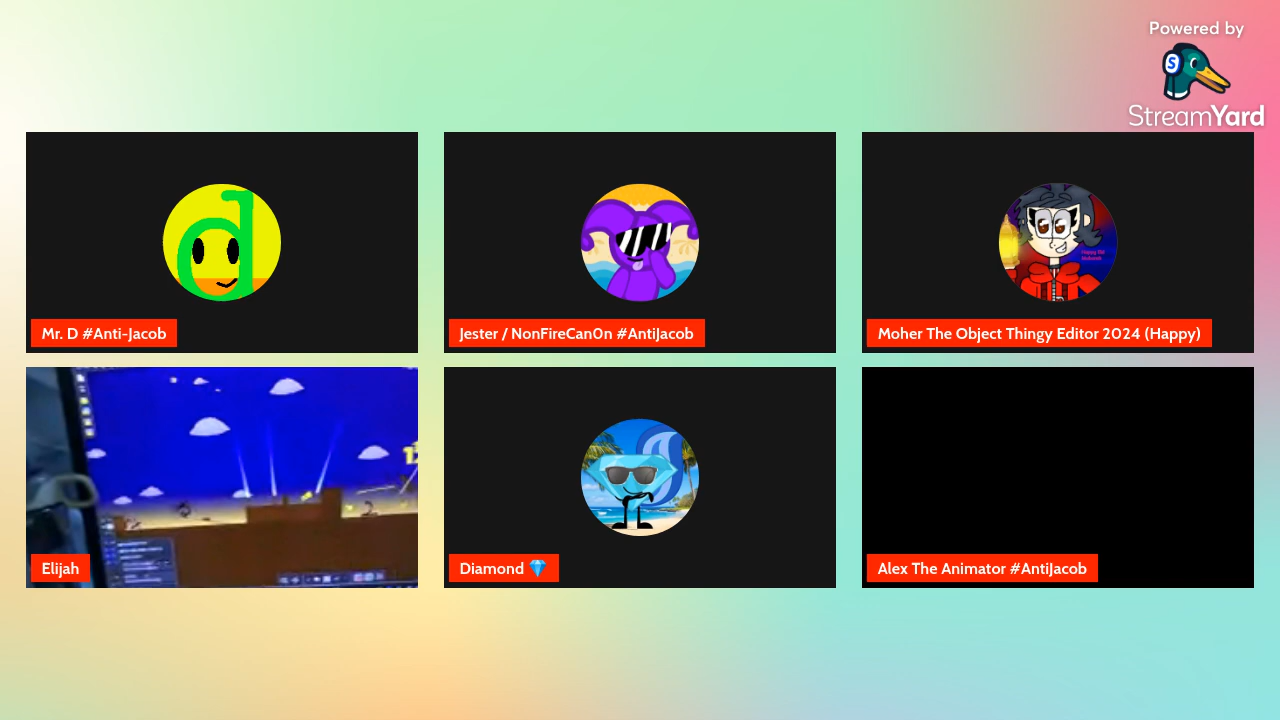 Powered by
S
StreamYard
Mr. D #Anti-Jacob
Jester / NonFireCan0n #AntiJacob
Moher The Object Thingy Editor 2024 (Happy)
Elijah
Diamond 💎
Alex The Animator #AntiJacob